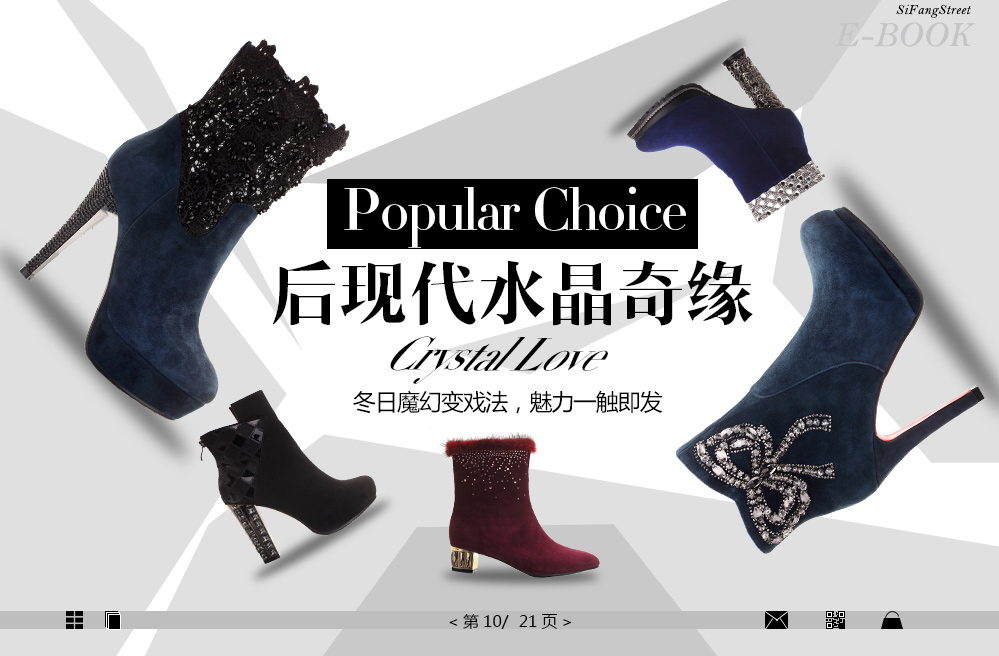 SiFangStreet
E-BOOK
Popular Choice
后现代水晶奇缘
Crystal Love
冬日魔幻变戏法，魅力一触即发
< 第 10/ 21 页 >